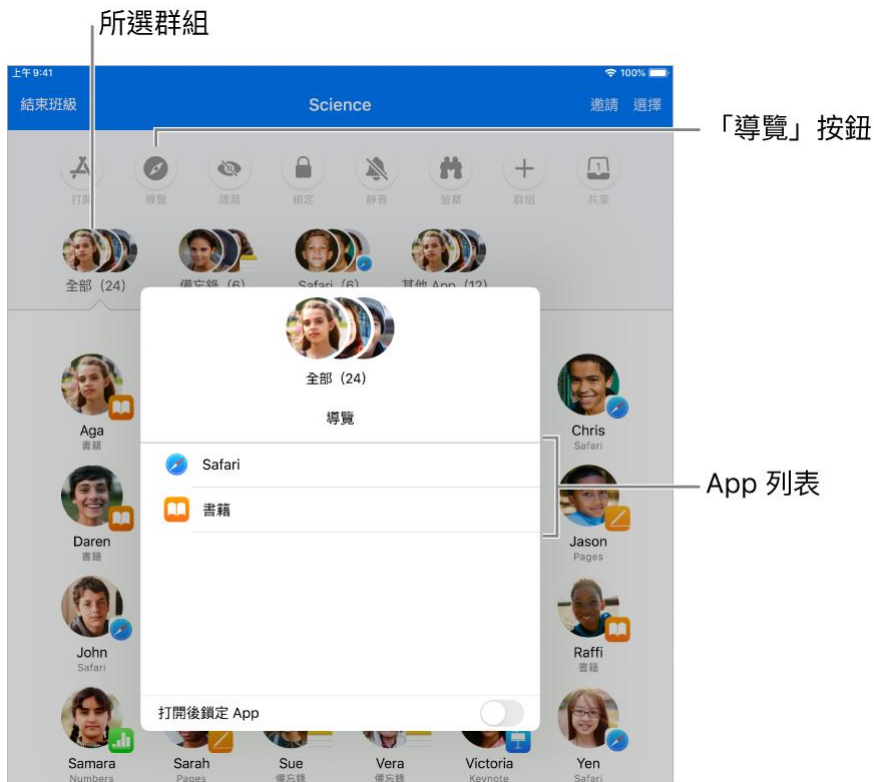 所選群組
上午9:41
100%
結束班級
Science
邀請 選擇
「導覽」按鈕
打開 導覽 隱藏 鎖定 靜音 螢幕 群組 共享
1
全部（24） 備忘錄（6） Safari（6） 其他 App（12）
全部（24）
導覽
Aga
書籍
Chris
Safari
Safari
App 列表
書籍
Daren
書籍
Jason
Pages
John
Safari
Raffi
書籍
打開後鎖定 App
Samara Sarah Sue Vera Victoria Yen
Numbers Pages 備忘錄 備忘錄 Keynote Safari